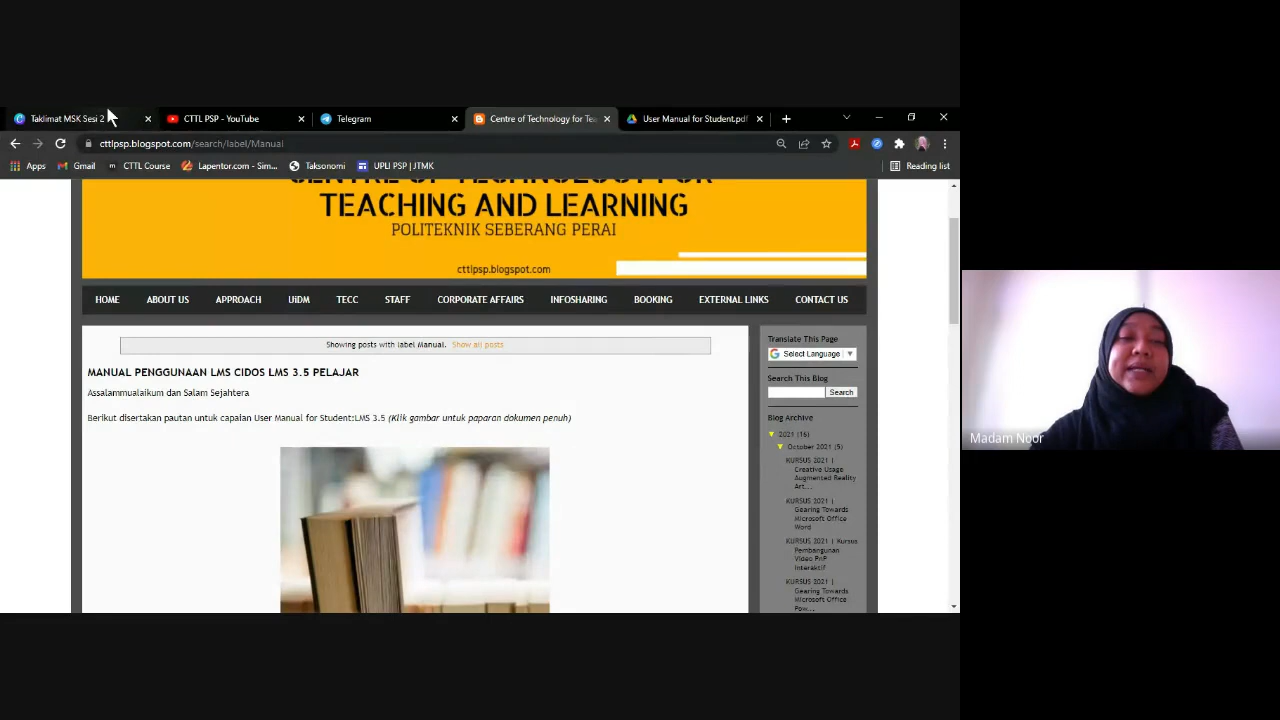 Taklimat MSK Sesi 2
CTTL PSP - YouTube
Telegram
Centre of Technology for Tea
User Manual for Student.pdf
cttlpsp.blogspot.com/search/label/Manual
Apps
Gmail
CTTL Course
Lapentor.com - Sim...
Taksonomi
UPLI PSP | JTMK
Reading list
TEACHING AND LEARNING
POLITEKNIK SEBERANG PERAI
cttlpsp.blogspot.com
HOME ABOUT US APPROACH UiDM TECC STAFF CORPORATE AFFAIRS INFOSHARING BOOKING EXTERNAL LINKS CONTACT US
Showing posts with label Manual. Show all posts
MANUAL PENGGUNAAN LMS CIDOS LMS 3.5 PELAJAR
Assalammualaikum dan Salam Sejahtera
Berikut disertakan pautan untuk capaian User Manual for Student:LMS 3.5 (Klik gambar untuk paparan dokumen penuh)
Translate This Page
Select Language
Search This Blog
Search
Blog Archive
2021 (16)
October 2021 (5)
KURSUS 2021 |
Creative Usage
Augmented Reality
Art...
KURSUS 2021 |
Gearing Towards
Microsoft Office
Word
KURSUS 2021 | Kursus
Pembangunan
Video PnP
Interaktif
KURSUS 2021 |
Gearing Towards
Microsoft Office
Pow...
Madam Noor